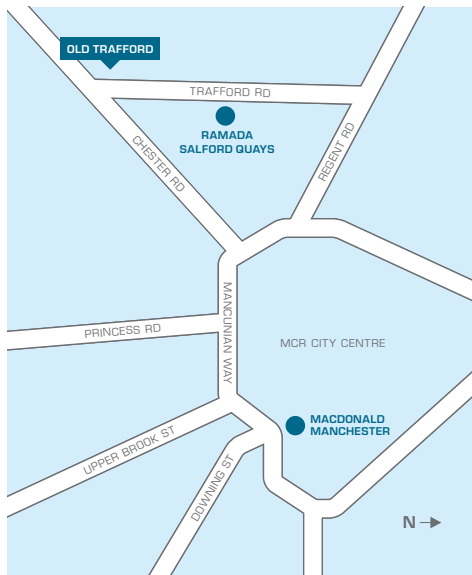 OLD TRAFFORD
TRAFFORD RD
RAMADA
SALFORD QUAYS
CHESTER RD
REGENT RD
MANCUNIAN WAY
PRINCESS RD
MCR CITY CENTRE
MACDONALD
MANCHESTER
UPPER BROOK ST
DOWNING ST
N